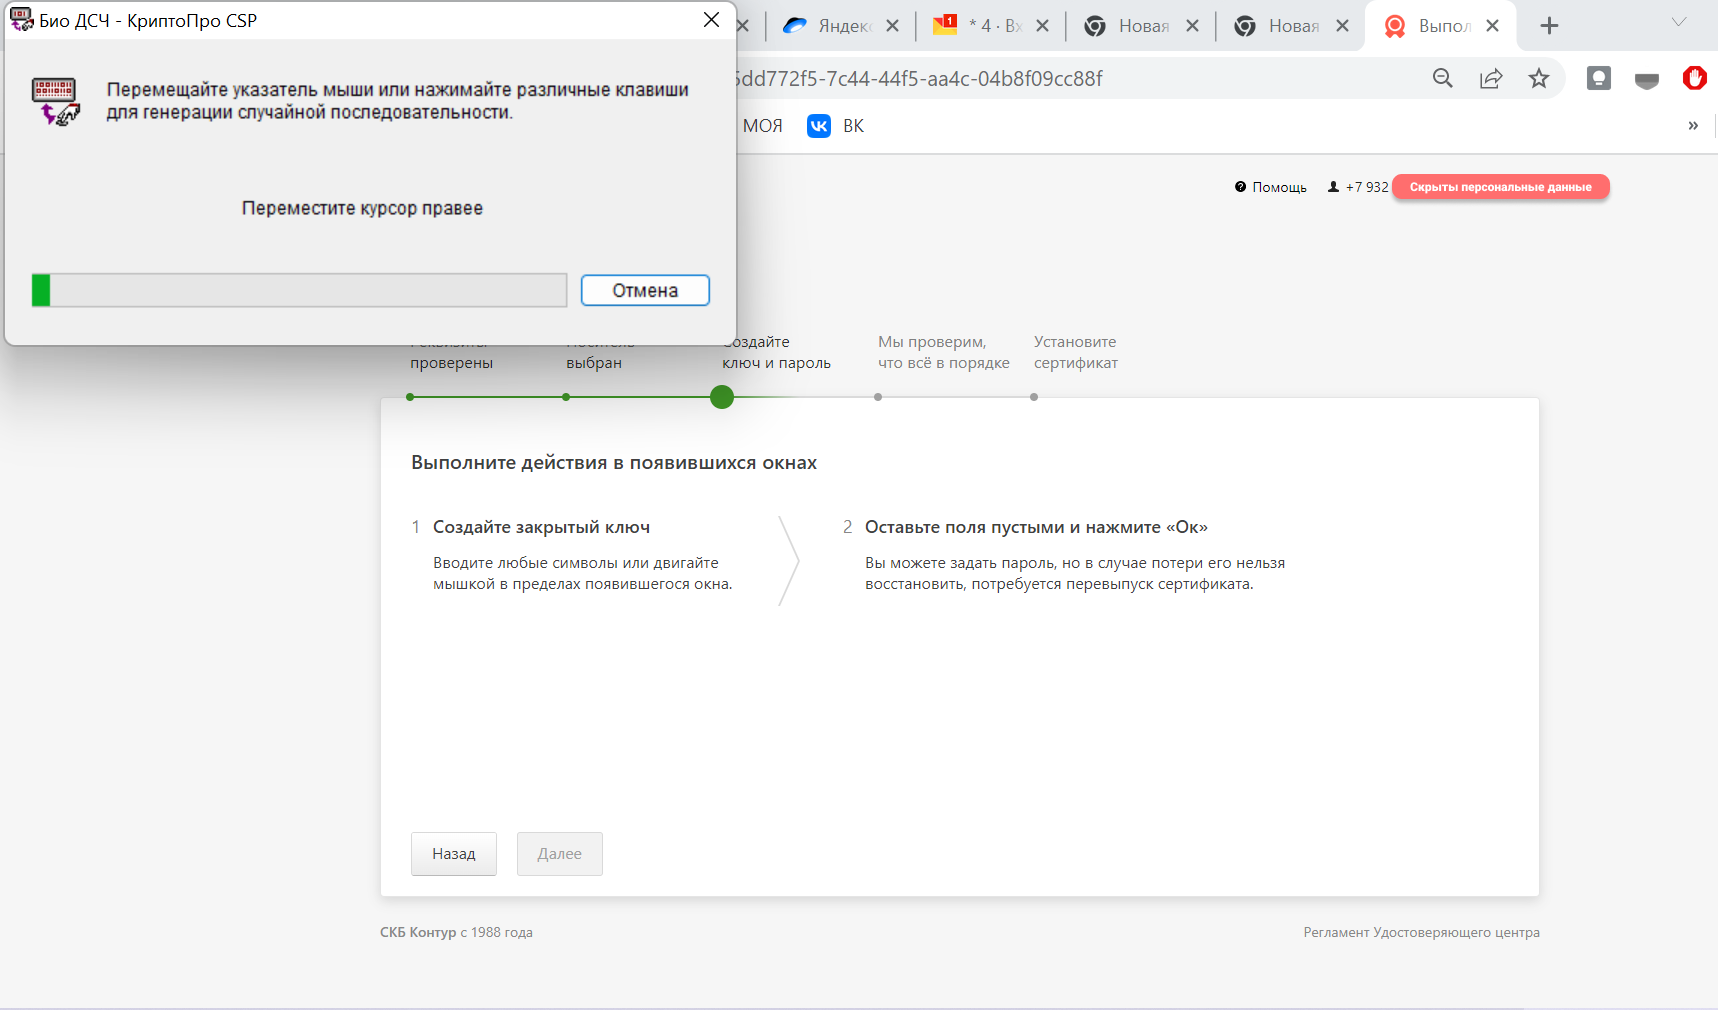 Био ДСЧ - КриптоПро CSP
Яндекс
* 4 · Вх
Новая
Новая
Выпол
Перемещайте указатель мыши или нажимайте различные клавиши
для генерации случайной последовательности.
5dd772f5-7c44-44f5-aa4c-04b8f09cc88f
МОЯ
ВК
»
Переместите курсор правее
Отмена
Помощь
+7 932
Скрыты персональные данные
проверены
выбран
Создайте
ключ и пароль
Мы проверим,
что всё в порядке
Установите
сертификат
Выполните действия в появившихся окнах
1 Создайте закрытый ключ
Вводите любые символы или двигайте
мышкой в пределах появившегося окна.
2 Оставьте поля пустыми и нажмите «Ок»
Вы можете задать пароль, но в случае потери его нельзя
восстановить, потребуется перевыпуск сертификата.
Назад
Далее
СКБ Контур с 1988 года
Регламент Удостоверяющего центра